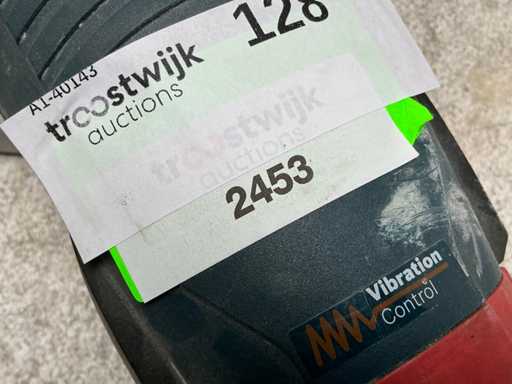 128
A1-40143
troostwijk
auctions
troostwijk
auctions
2453
Vibration
Control